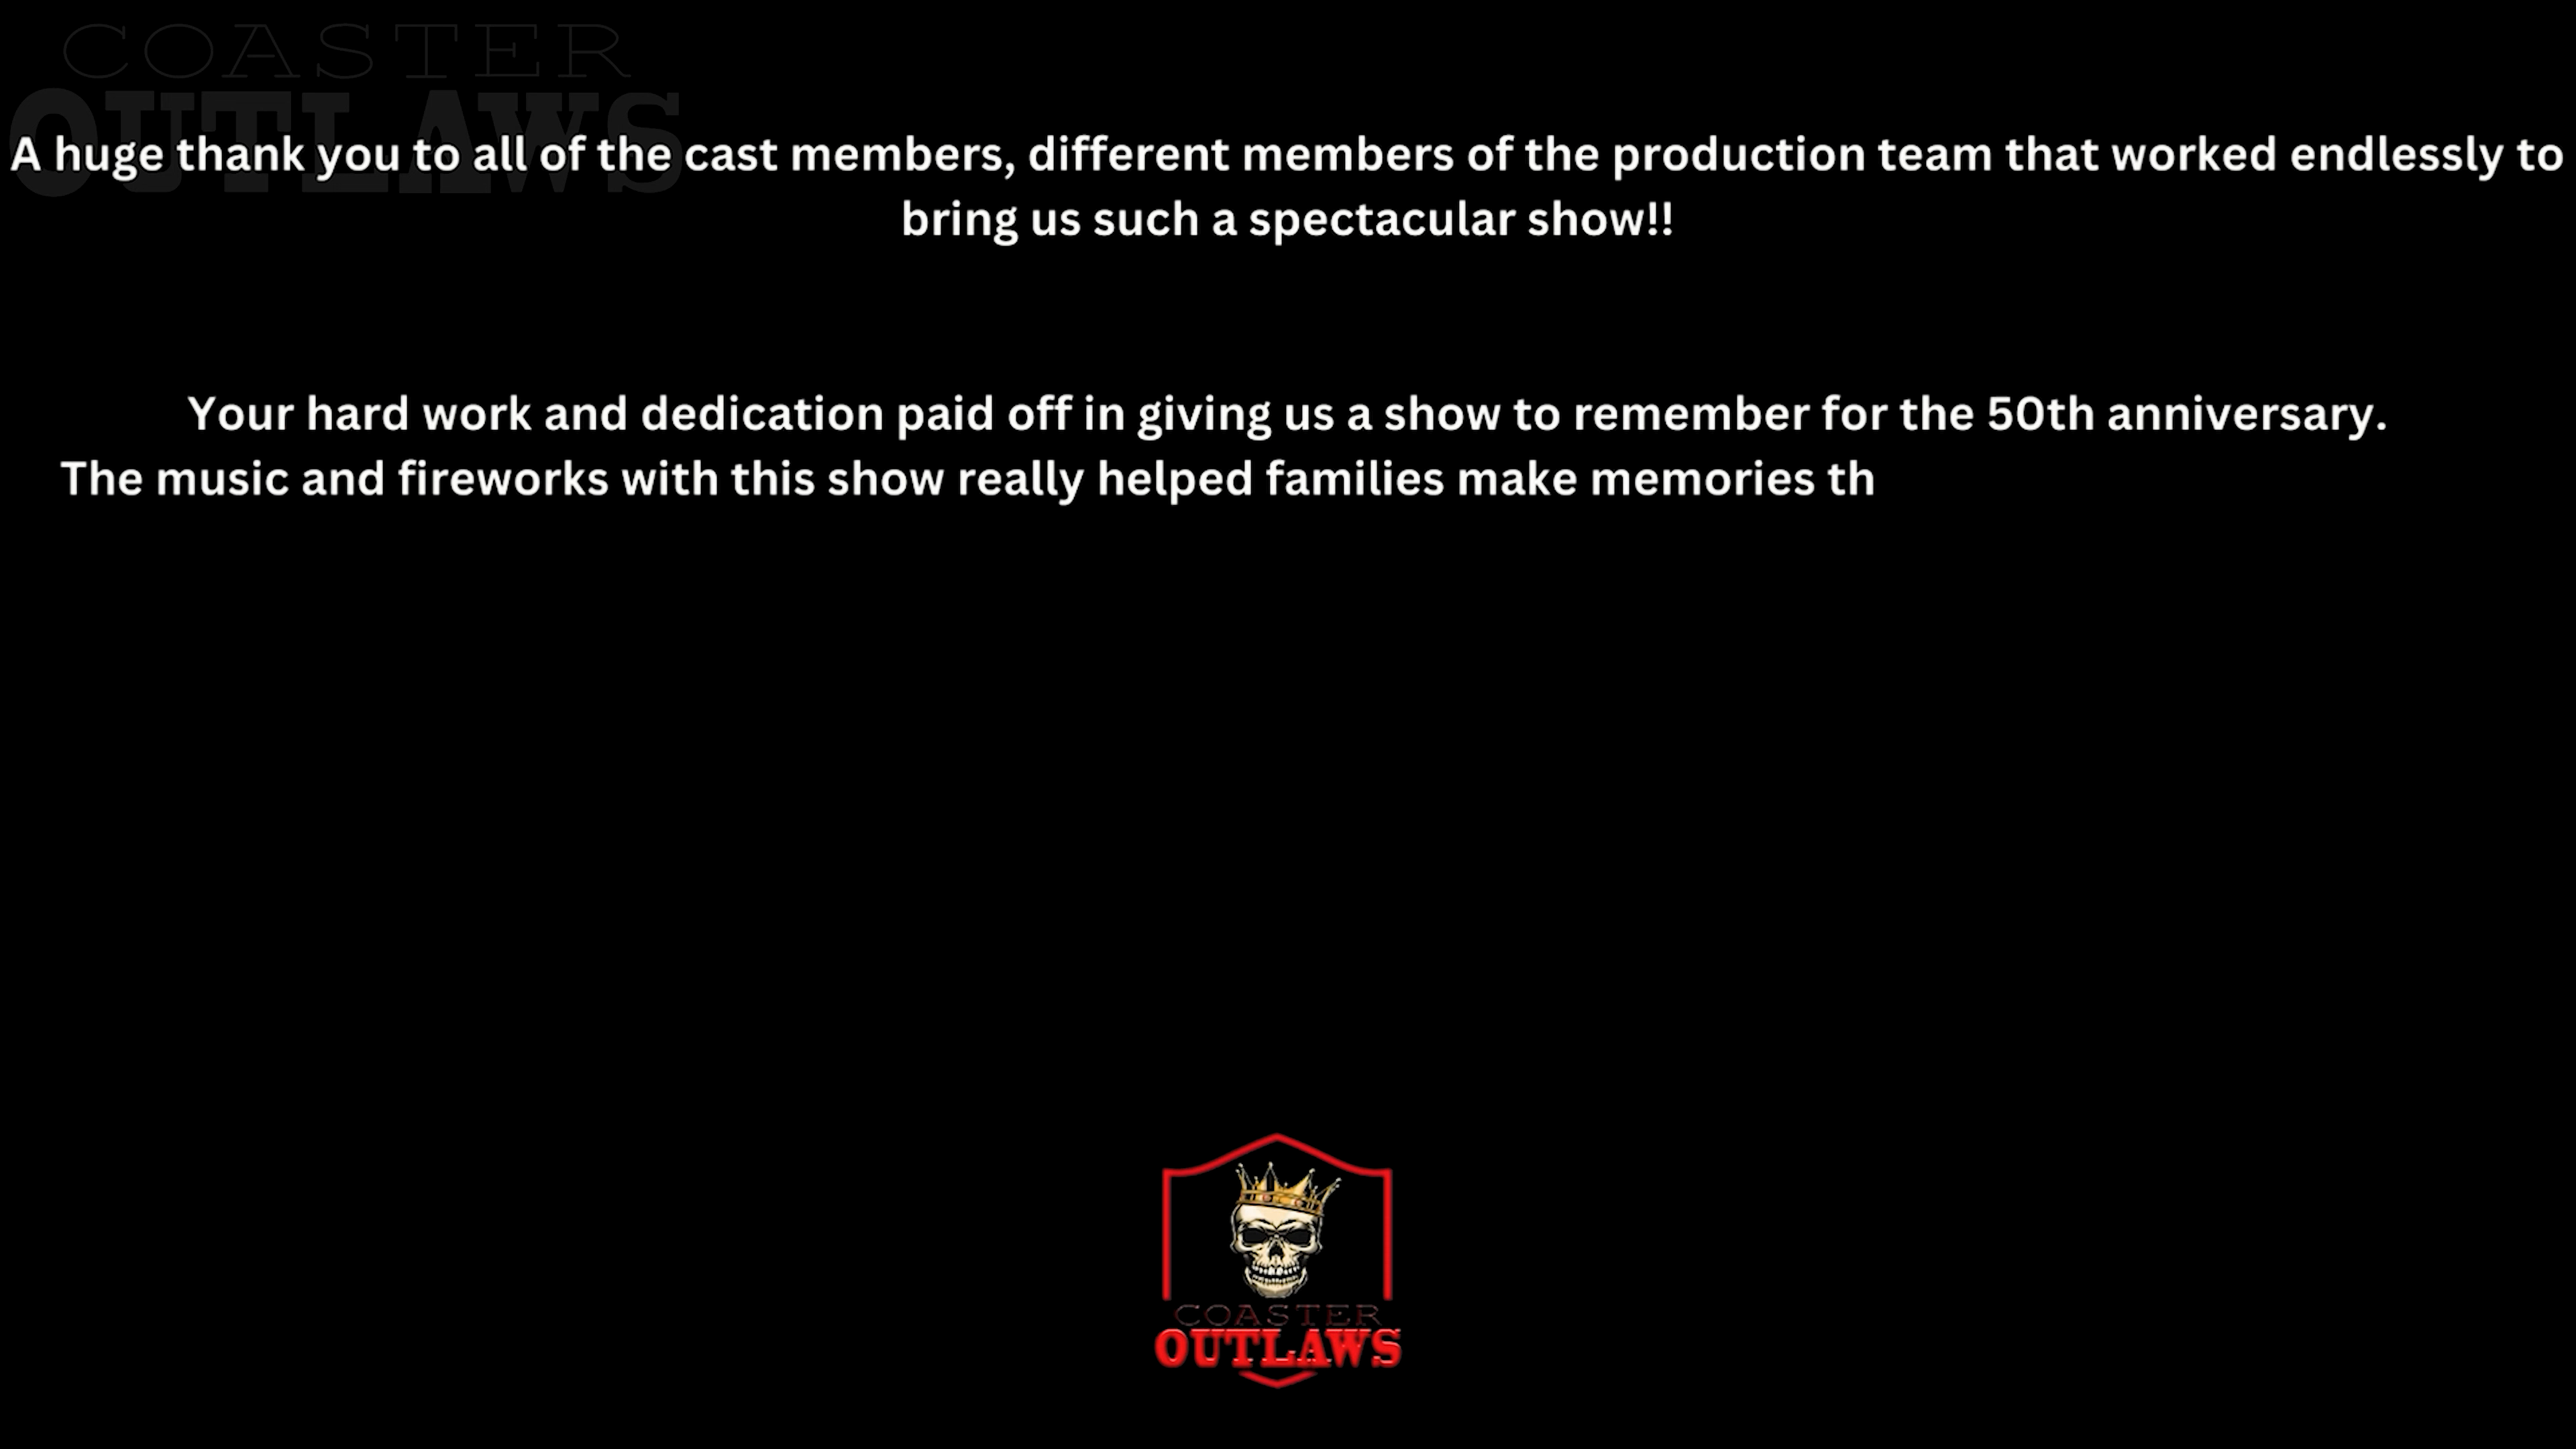 COASTER
OUTLAWS
A huge thank you to all of the cast members, different members of the production team that worked endlessly to
bring us such a spectacular show!!
Your hard work and dedication paid off in giving us a show to remember for the 50th anniversary.
The music and fireworks with this show really helped families make memories th
COASTER
OUTLAWS